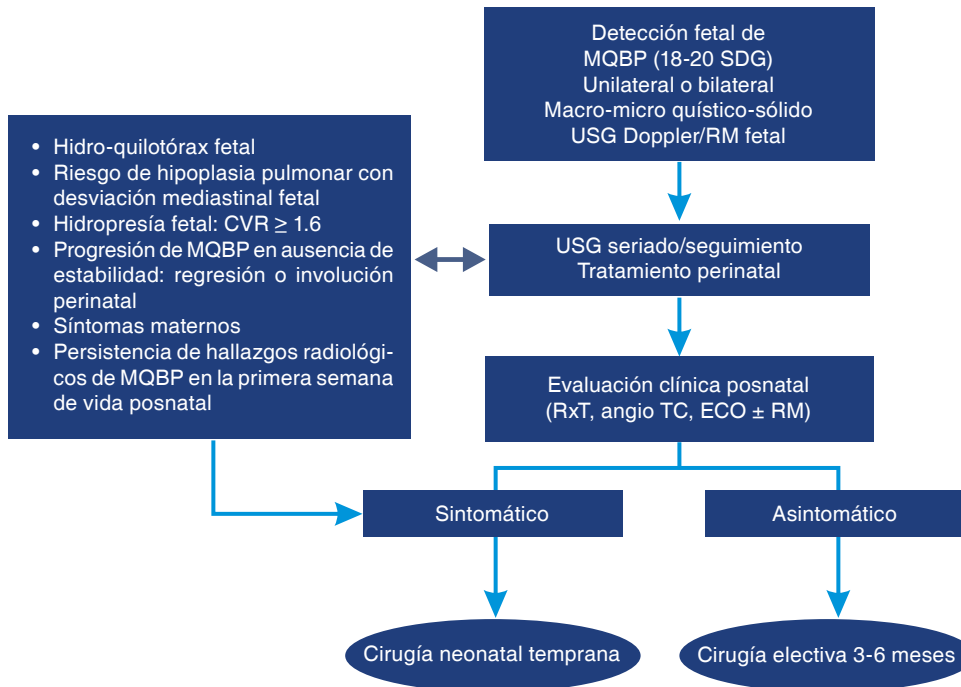 Detección fetal de
MQBP (18-20 SDG)
Unilateral o bilateral
Macro-micro quístico-sólido
USG Doppler/RM fetal
• Hidro-quilotórax fetal
• Riesgo de hipoplasia pulmonar con
desviación mediastinal fetal
• Hidropresía fetal: CVR ≥ 1.6
• Progresión de MQBP en ausencia de
estabilidad: regresión o involución
perinatal
• Síntomas maternos
• Persistencia de hallazgos radiológi-
cos de MQBP en la primera semana
de vida posnatal
USG seriado/seguimiento
Tratamiento perinatal
Evaluación clínica posnatal
(RxT, angio TC, ECO ± RM)
Sintomático
Asintomático
Cirugía neonatal temprana
Cirugía electiva 3-6 meses